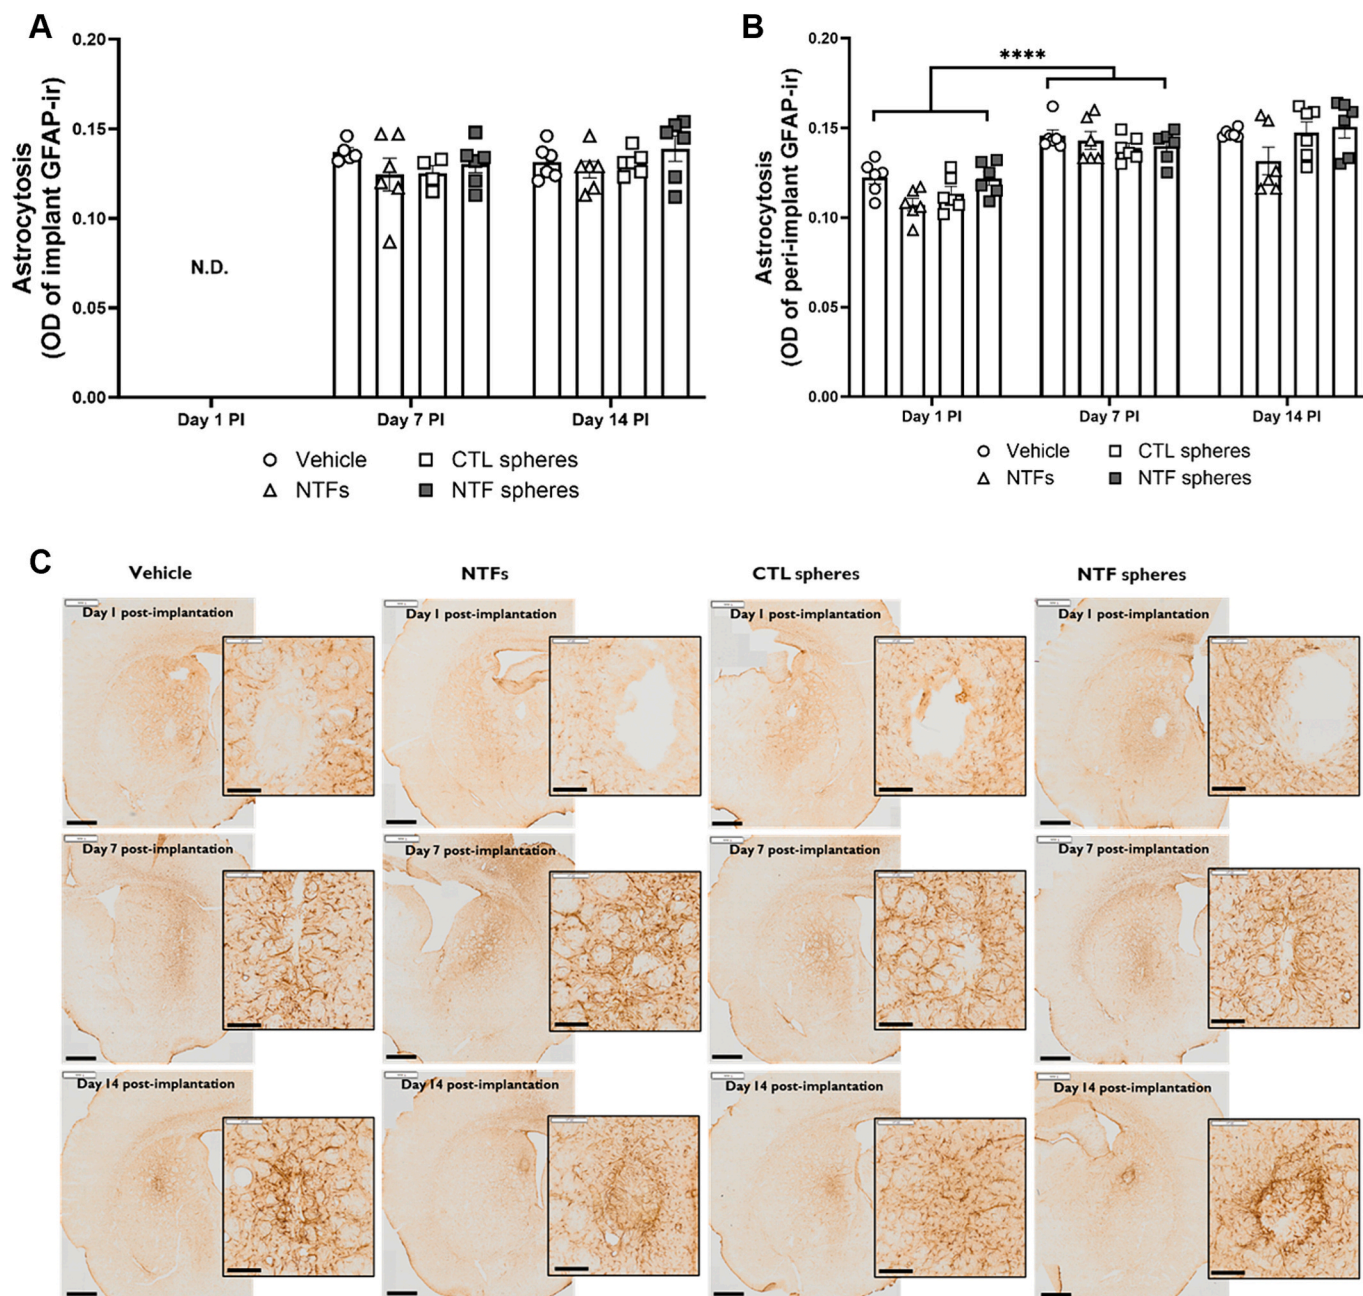 A
Astrocytosis
(OD of implant GFAP-ir)
0.20
0.15
0.10
0.05
0.00
N.D.
Day 1 PI
Day 7 PI
Day 14 PI
Vehicle
CTL spheres
NTFs
NTF spheres
B
Astrocytosis
(OD of peri-implant GFAP-ir)
0.20
0.15
0.10
0.05
0.00
****
Day 1 PI
Day 7 PI
Day 14 PI
Vehicle
CTL spheres
NTFs
NTF spheres
C
Vehicle
NTFs
CTL spheres
NTF spheres
Day 1 post-implantation
Day 1 post-implantation
Day 1 post-implantation
Day 1 post-implantation
Day 7 post-implantation
Day 7 post-implantation
Day 7 post-implantation
Day 7 post-implantation
Day 14 post-implantation
Day 14 post-implantation
Day 14 post-implantation
Day 14 post-implantation